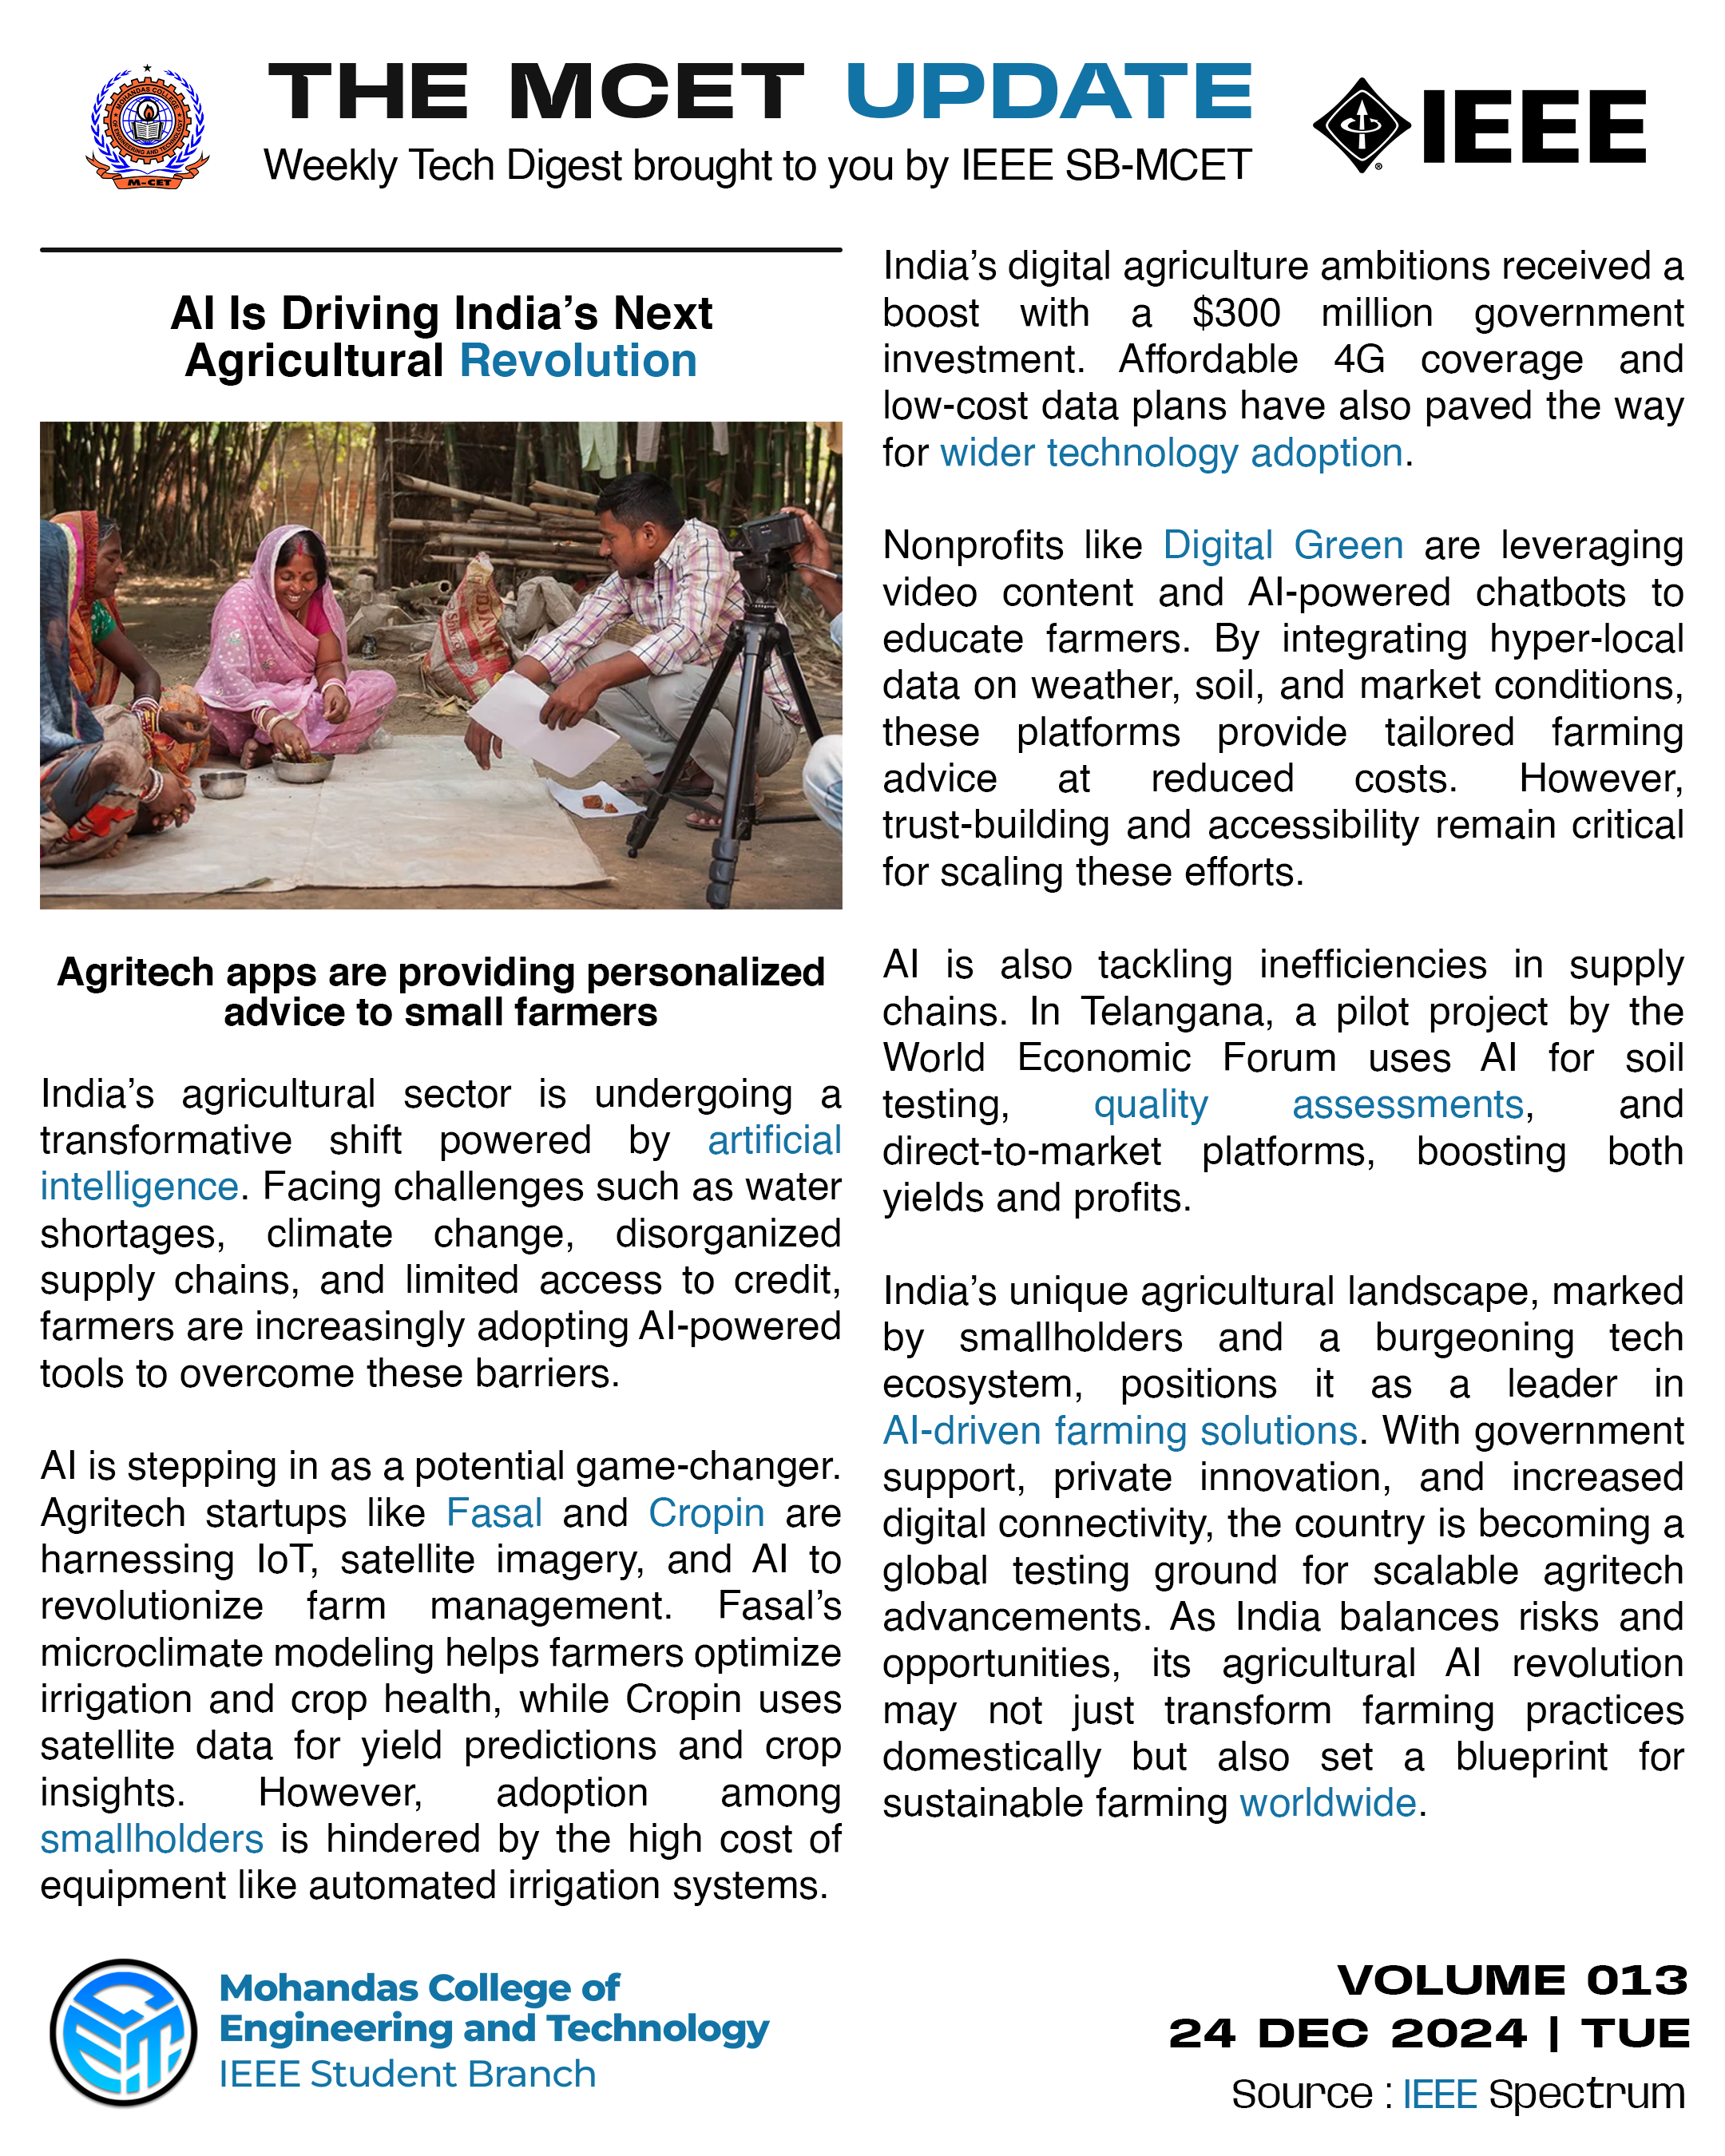 MOHANDAS COLLEGE
OF ENGINEERING AND TECHNOLOGY
M-CET
THE MCET UPDATE
Weekly Tech Digest brought to you by IEEE SB-MCET
IEEE
AI Is Driving India’s Next
Agricultural Revolution
Agritech apps are providing personalized
advice to small farmers
India’s agricultural sector is undergoing a
transformative shift powered by artificial
intelligence. Facing challenges such as water
shortages, climate change, disorganized
supply chains, and limited access to credit,
farmers are increasingly adopting AI-powered
tools to overcome these barriers.
AI is stepping in as a potential game-changer.
Agritech startups like Fasal and Cropin are
harnessing IoT, satellite imagery, and AI to
revolutionize farm management. Fasal’s
microclimate modeling helps farmers optimize
irrigation and crop health, while Cropin uses
satellite data for yield predictions and crop
insights. However, adoption among
smallholders is hindered by the high cost of
equipment like automated irrigation systems.
India’s digital agriculture ambitions received a
boost with a $300 million government
investment. Affordable 4G coverage and
low-cost data plans have also paved the way
for wider technology adoption.
Nonprofits like Digital Green are leveraging
video content and AI-powered chatbots to
educate farmers. By integrating hyper-local
data on weather, soil, and market conditions,
these platforms provide tailored farming
advice at reduced costs. However,
trust-building and accessibility remain critical
for scaling these efforts.
AI is also tackling inefficiencies in supply
chains. In Telangana, a pilot project by the
World Economic Forum uses AI for soil
testing, quality assessments, and
direct-to-market platforms, boosting both
yields and profits.
India’s unique agricultural landscape, marked
by smallholders and a burgeoning tech
ecosystem, positions it as a leader in
AI-driven farming solutions. With government
support, private innovation, and increased
digital connectivity, the country is becoming a
global testing ground for scalable agritech
advancements. As India balances risks and
opportunities, its agricultural AI revolution
may not just transform farming practices
domestically but also set a blueprint for
sustainable farming worldwide.
Mohandas College of
Engineering and Technology
IEEE Student Branch
VOLUME 013
24 DEC 2024 | TUE
Source : IEEE Spectrum